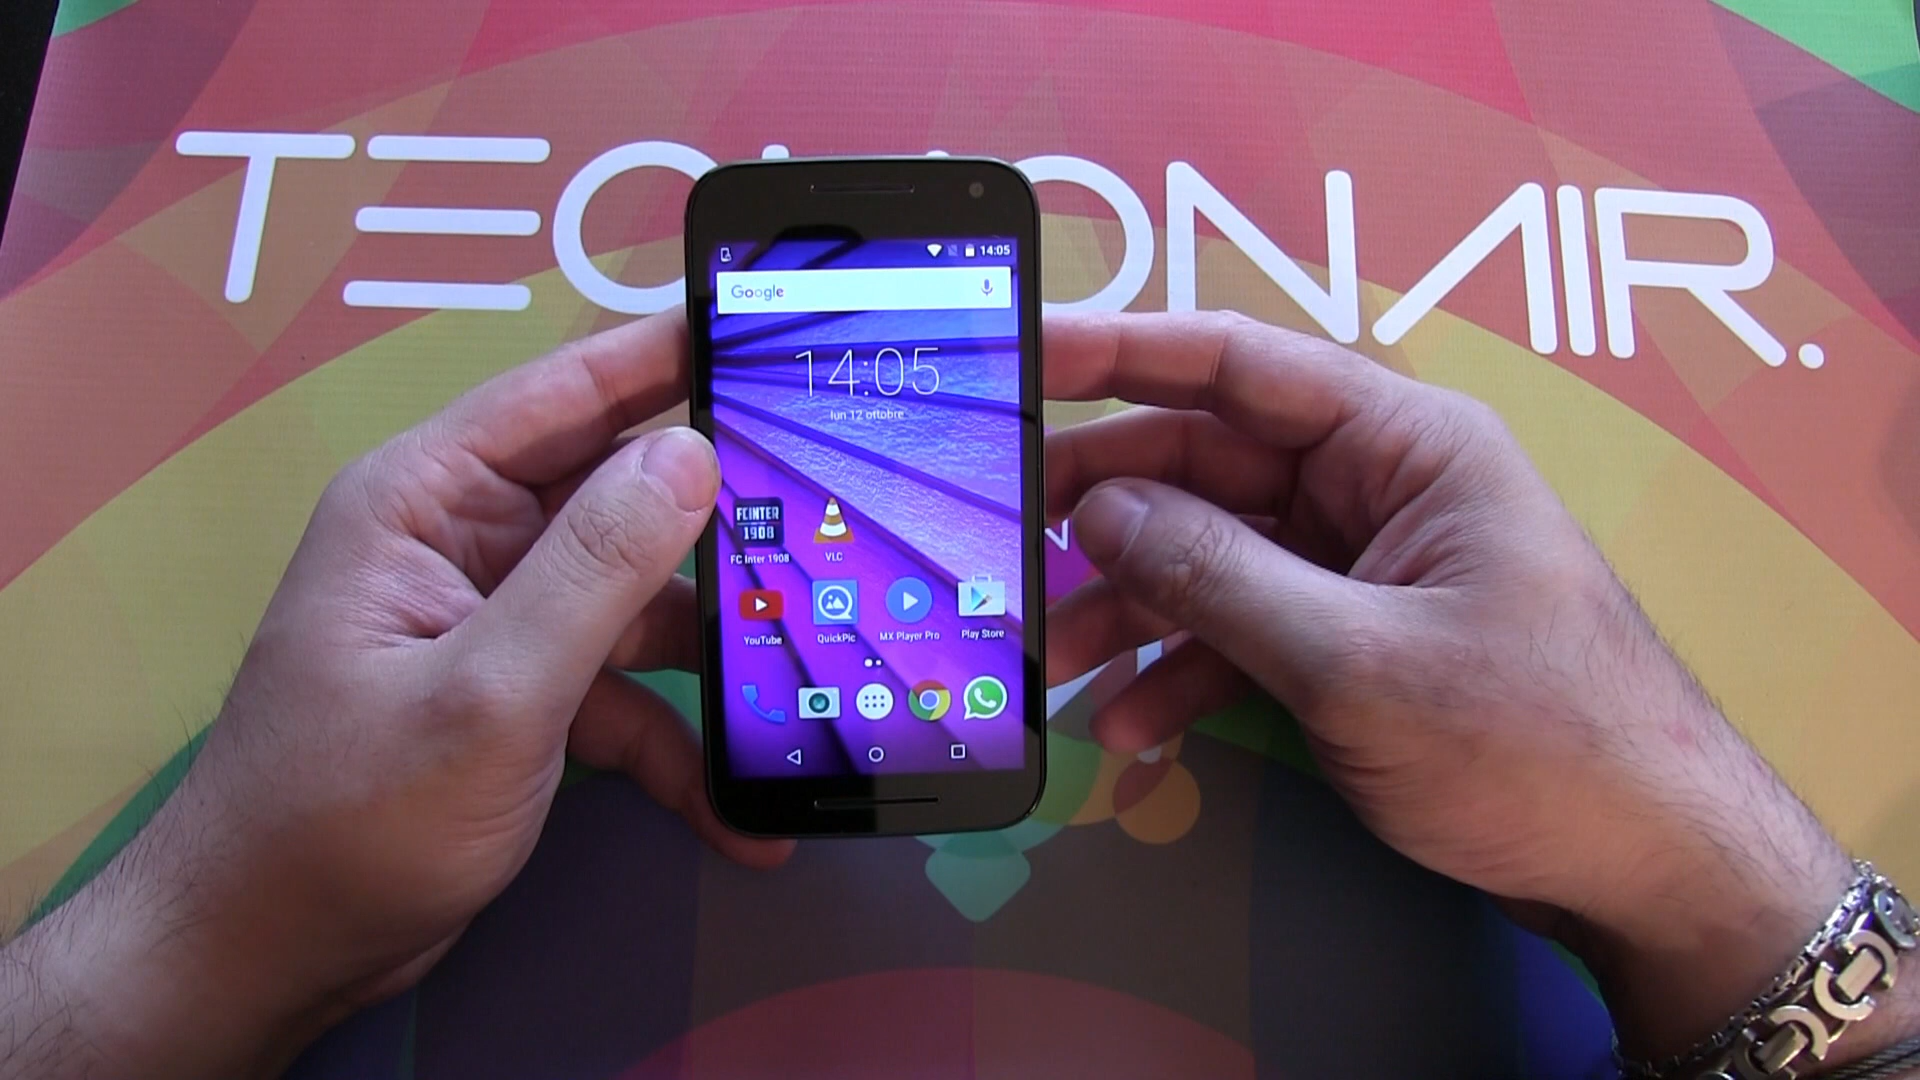 TECHONAIR.
14:05
Google
14:05
lun 12 ottobre
FCINTER
1908
FC Inter 1908
VLC
YouTube
QuickPic
MX Player Pro
Play Store
N